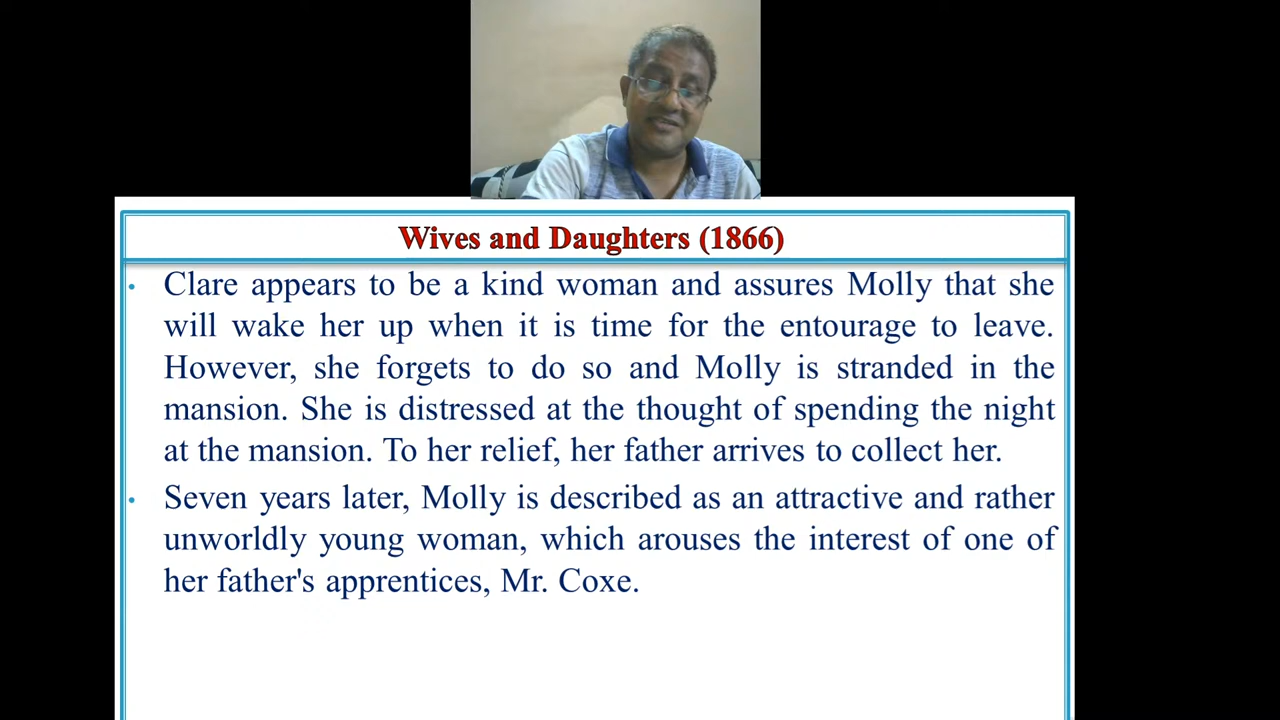 Wives and Daughters (1866)
• Clare appears to be a kind woman and assures Molly that she
will wake her up when it is time for the entourage to leave.
However, she forgets to do so and Molly is stranded in the
mansion. She is distressed at the thought of spending the night
at the mansion. To her relief, her father arrives to collect her.
• Seven years later, Molly is described as an attractive and rather
unworldly young woman, which arouses the interest of one of
her father's apprentices, Mr. Coxe.